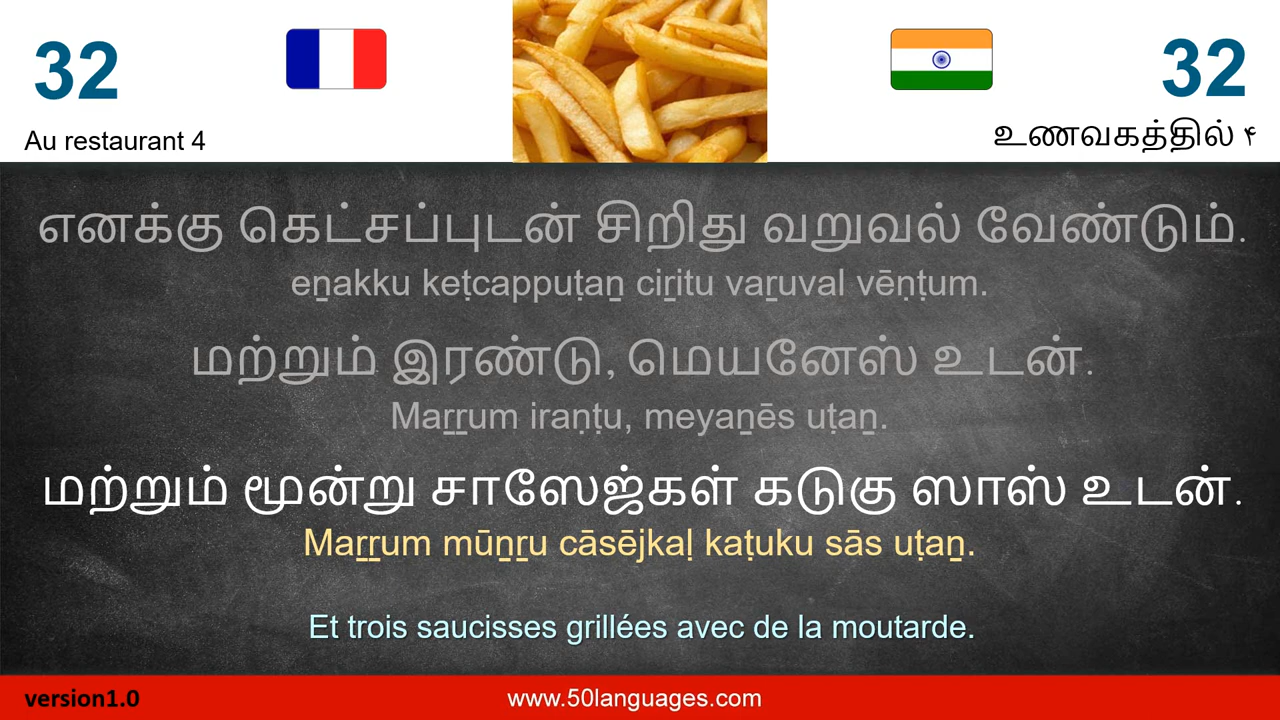 32
32
Au restaurant 4
உணவகத்தில் ۴
எனக்கு கெட்சப்புடன் சிறிது வறுவல் வேண்டும்.
eṉakku keṭcappuṭaṉ ciṟitu vaṟuval vēṇṭum.
மற்றும் இரண்டு, மெயனேஸ் உடன்.
Maṟṟum iraṇṭu, meyaṉēs uṭaṉ.
மற்றும் மூன்று சாஸேஜ்கள் கடுகு ஸாஸ் உடன்.
Maṟṟum mūṉṟu cāsējkaḷ kaṭuku sās uṭaṉ.
Et trois saucisses grillées avec de la moutarde.
version1.0
www.50languages.com